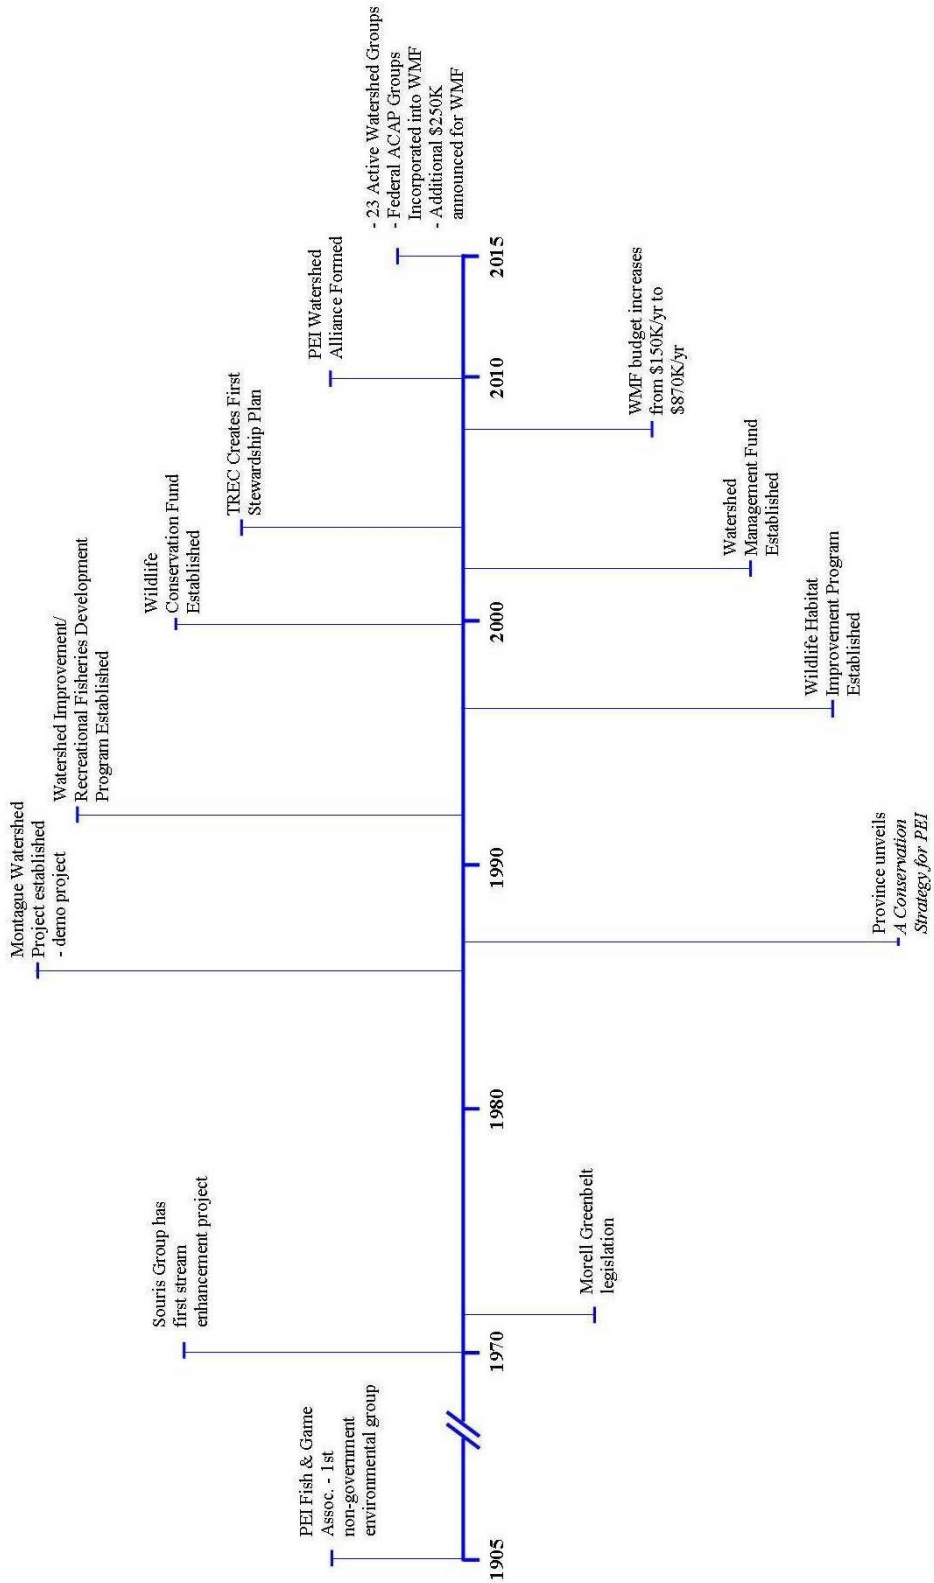 PEI Fish & Game
Assoc. - 1st
non-government
environmental group
Souris Group has
first stream
enhancement project
Montague Watershed
Project established
- demo project
Watershed Improvement/
Recreational Fisheries Development
Program Established
Wildlife
Conservation Fund
Established
TREC Creates First
Stewardship Plan
PEI Watershed
Alliance Formed
- 23 Active Watershed Groups
- Federal ACAP Groups
Incorporated into WMF
- Additional $250K
announced for WMF
1905
1970
1980
1990
2000
2010
2015
Morell Greenbelt
legislation
Province unveils
A Conservation
Strategy for PEI
Wildlife Habitat
Improvement Program
Established
Watershed
Management Fund
Established
WMF budget increases
from $150K/yr to
$870K/yr